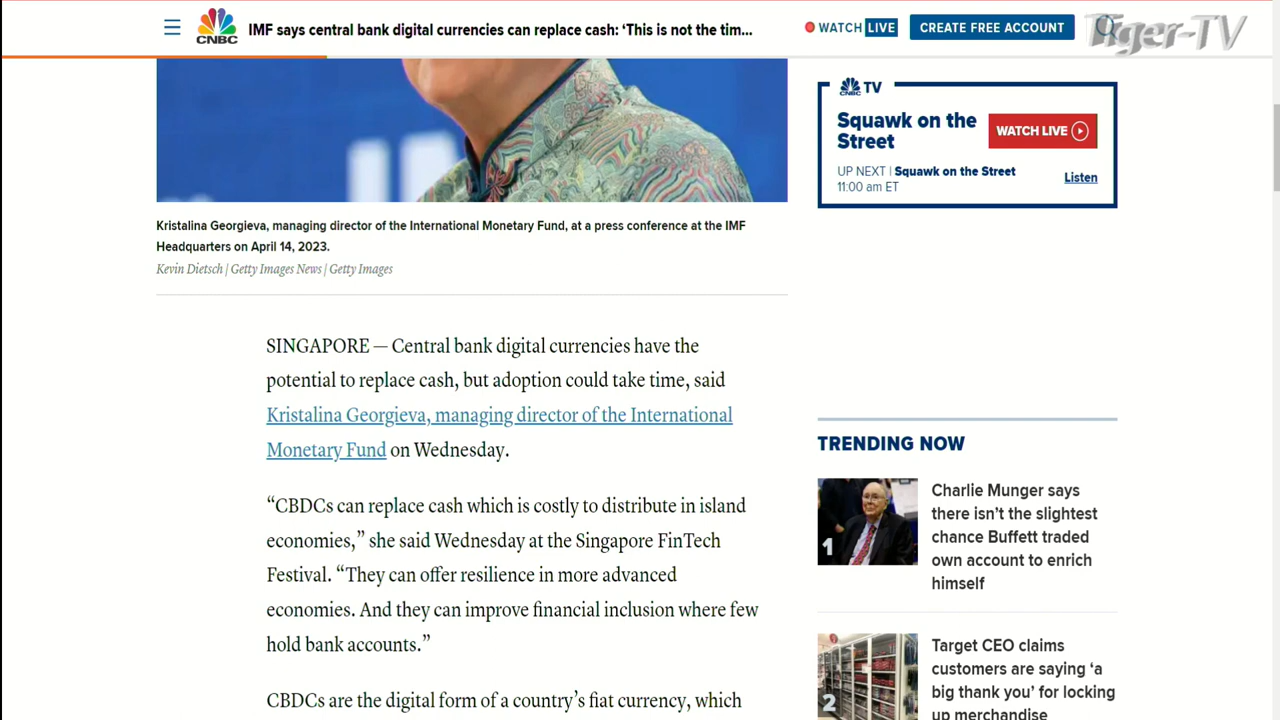 CNBC
IMF says central bank digital currencies can replace cash: ‘This is not the tim...
WATCH LIVE
CREATE FREE ACCOUNT
Tiger-TV
CNBC TV
Squawk on the
Street
WATCH LIVE
UP NEXT | Squawk on the Street
11:00 am ET
Listen
Kristalina Georgieva, managing director of the International Monetary Fund, at a press conference at the IMF
Headquarters on April 14, 2023.
Kevin Dietsch | Getty Images News | Getty Images
SINGAPORE — Central bank digital currencies have the
potential to replace cash, but adoption could take time, said
Kristalina Georgieva, managing director of the International
Monetary Fund on Wednesday.
“CBDCs can replace cash which is costly to distribute in island
economies,” she said Wednesday at the Singapore FinTech
Festival. “They can offer resilience in more advanced
economies. And they can improve financial inclusion where few
hold bank accounts.”
CBDCs are the digital form of a country’s fiat currency, which
TRENDING NOW
1
Charlie Munger says
there isn’t the slightest
chance Buffett traded
own account to enrich
himself
2
Target CEO claims
customers are saying ‘a
big thank you’ for locking
up merchandise